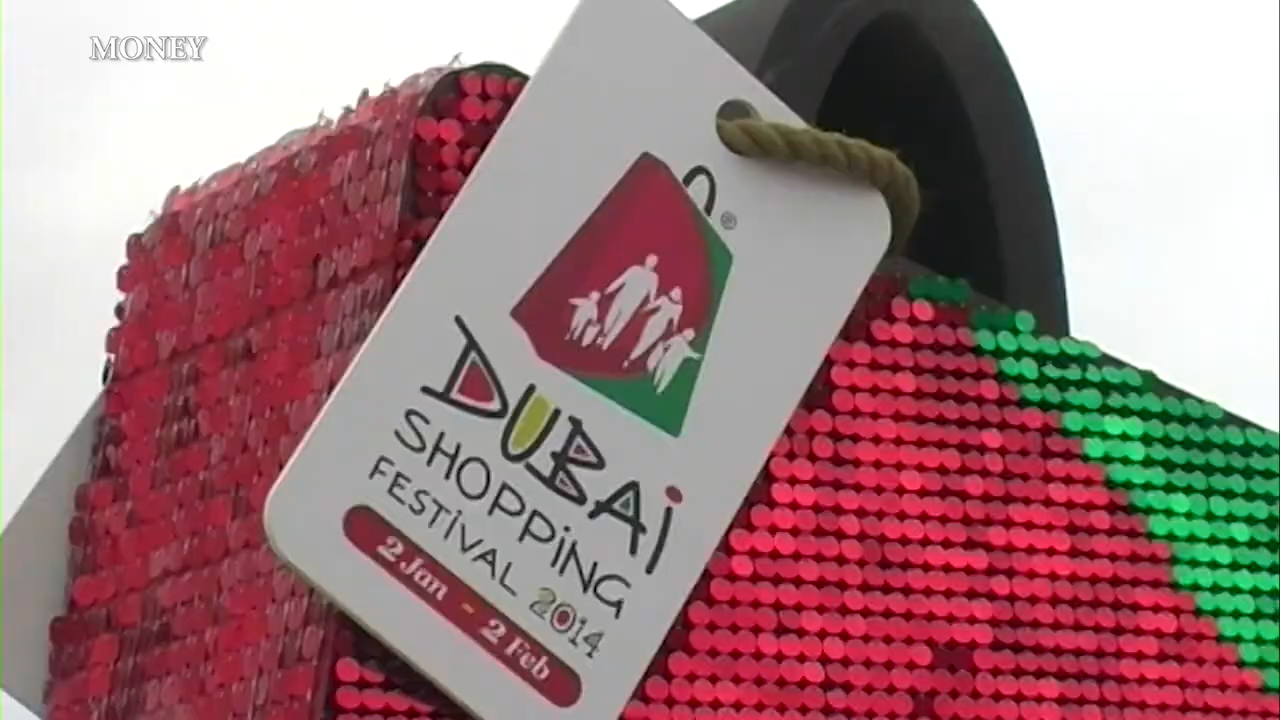 MONEY
®
DUBAi
SHOPPiNG
FESTiVAL 2014
2 Jan - 2 Feb